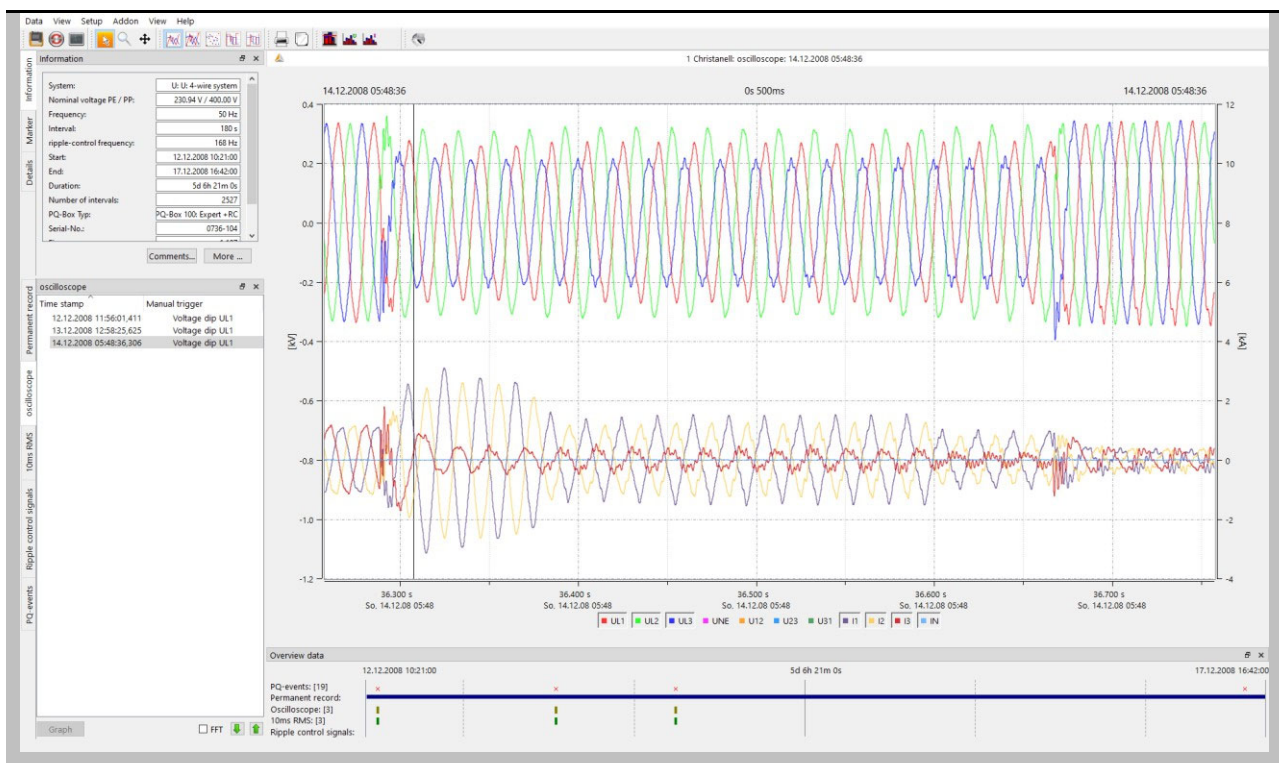 Data View Setup Addon View Help
Information
Marker
Details
Permanent record
oscilloscope
10ms RMS
Ripple control signals
PQ-events
Information
System: U: U: 4-wire system
Nominal voltage PE / PP: 230.94 V / 400.00 V
Frequency: 50 Hz
Interval: 180 s
ripple-control frequency: 168 Hz
Start: 12.12.2008 10:21:00
End: 17.12.2008 16:42:00
Duration: 5d 6h 21m 0s
Number of intervals: 2527
PQ-Box Typ: PQ-Box 100: Expert +RC
Serial-No.: 0736-104
Comments... More ...
oscilloscope
Time stamp Manual trigger
12.12.2008 11:56:01,411 Voltage dip UL1
13.12.2008 12:58:25,625 Voltage dip UL1
14.12.2008 05:48:36,306 Voltage dip UL1
Graph FFT
1 Christanell: oscilloscope: 14.12.2008 05:48:36
14.12.2008 05:48:36 0s 500ms 14.12.2008 05:48:36
0.4 12
0.2 10
0.0 8
-0.2 6
[kV] -0.4 4 [kA]
-0.6 2
-0.8 0
-1.0 -2
-1.2 -4
36.300 s 36.400 s 36.500 s 36.600 s 36.700 s
So. 14.12.08 05:48 So. 14.12.08 05:48 So. 14.12.08 05:48 So. 14.12.08 05:48 So. 14.12.08 05:48
UL1 UL2 UL3 UNE U12 U23 U31 I1 I2 I3 IN
Overview data
12.12.2008 10:21:00 5d 6h 21m 0s 17.12.2008 16:42:00
PQ-events: [19]
Permanent record:
Oscilloscope: [3]
10ms RMS: [3]
Ripple control signals: